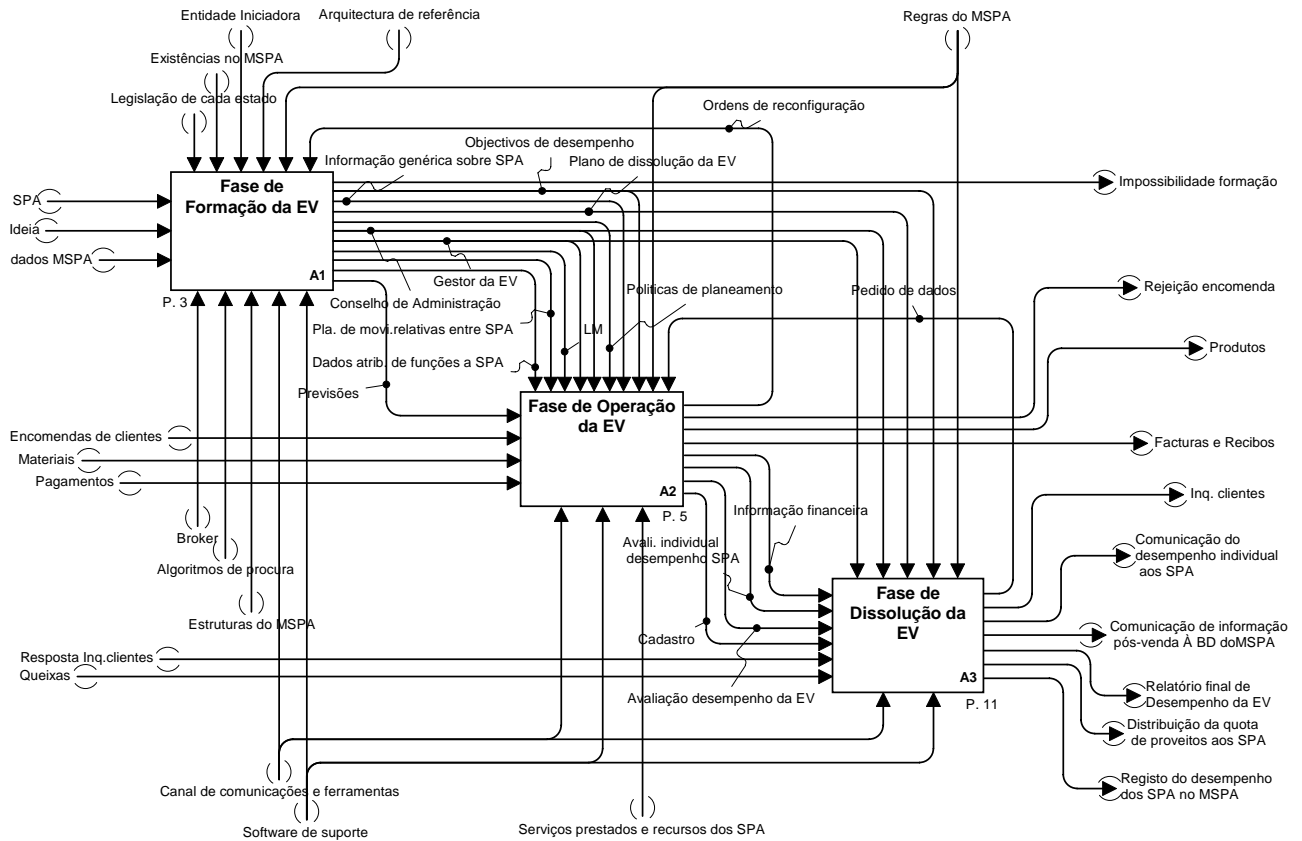 Entidade Iniciadora
Arquitectura de referência
Regras do MSPA
Existências no MSPA
Legislação de cada estado
Ordens de reconfiguração
Objectivos de desempenho
Informação genérica sobre SPA
Plano de dissolução da EV
Fase de
Formação da EV
A1
P. 3
Impossibilidade formação
SPA
Ideia
dados MSPA
Gestor da EV
Conselho de Administração
Politicas de planeamento
Pedido de dados
Rejeição encomenda
Pla. de movi.relativas entre SPA
LM
Produtos
Dados atrib. de funções a SPA
Previsões
Fase de Operação
da EV
A2
P. 5
Encomendas de clientes
Materiais
Pagamentos
Facturas e Recibos
Inq. clientes
Informação financeira
Avali. individual
desempenho SPA
Broker
Algoritmos de procura
Estruturas do MSPA
Comunicação do
desempenho individual
aos SPA
Fase de
Dissolução da
EV
A3
P. 11
Cadastro
Comunicação de informação
pós-venda À BD doMSPA
Resposta Inq.clientes
Queixas
Avaliação desempenho da EV
Relatório final de
Desempenho da EV
Distribuição da quota
de proveitos aos SPA
Registo do desempenho
dos SPA no MSPA
Canal de comunicações e ferramentas
Software de suporte
Serviços prestados e recursos dos SPA